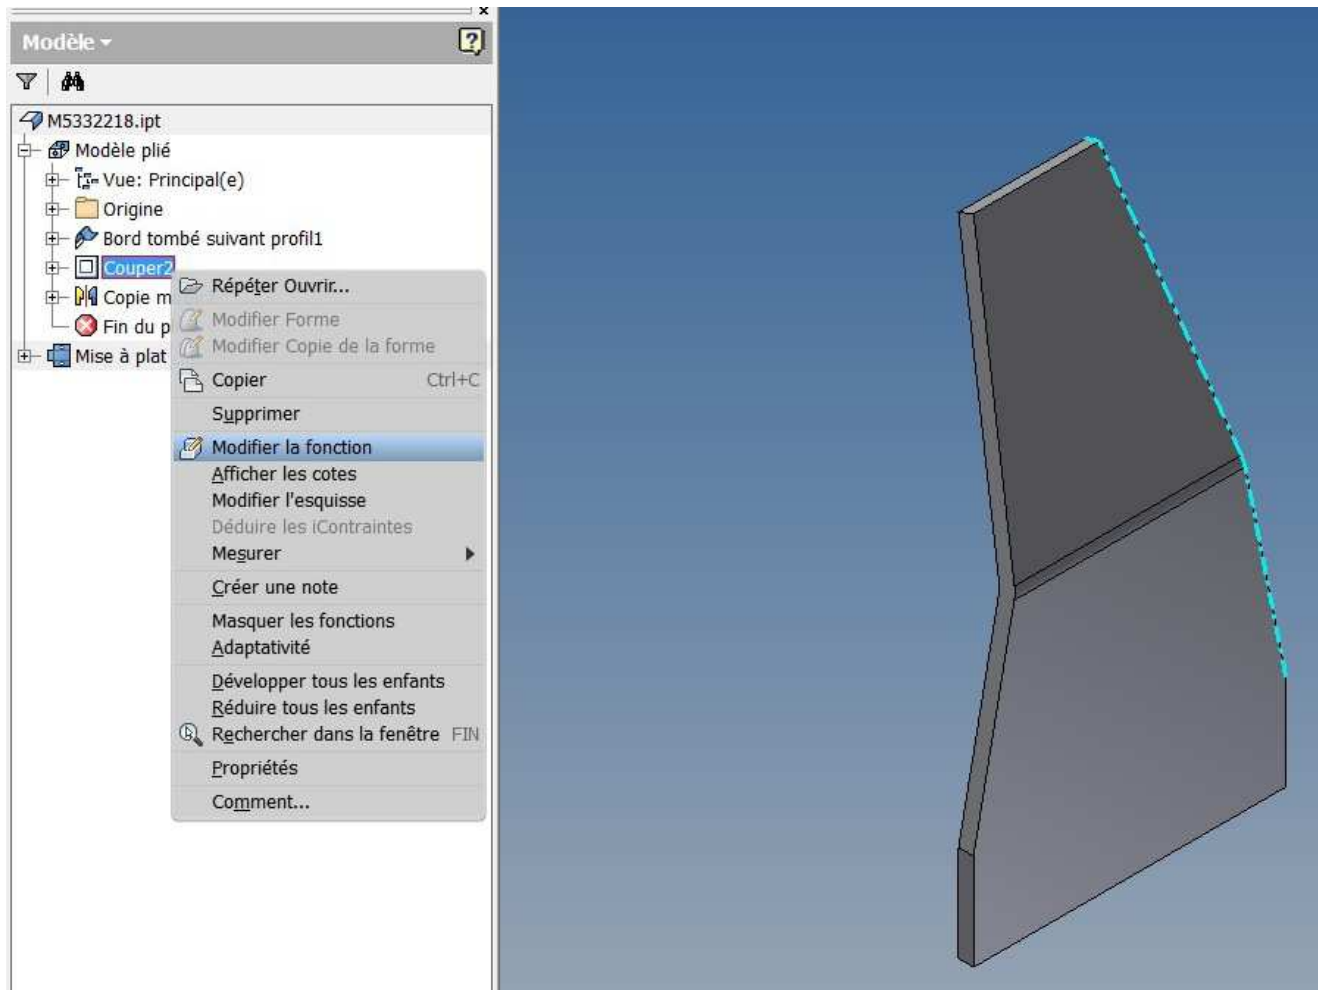 Modèle
M5332218.ipt
Modèle plié
Vue: Principal(e)
Origine
Bord tombé suivant profil1
Couper2
Copie m
Fin du p
Mise à plat
Répéter Ouvrir...
Modifier Forme
Modifier Copie de la forme
Copier Ctrl+C
Supprimer
Modifier la fonction
Afficher les cotes
Modifier l'esquisse
Déduire les iContraintes
Mesurer
Créer une note
Masquer les fonctions
Adaptativité
Développer tous les enfants
Réduire tous les enfants
Rechercher dans la fenêtre FIN
Propriétés
Comment...